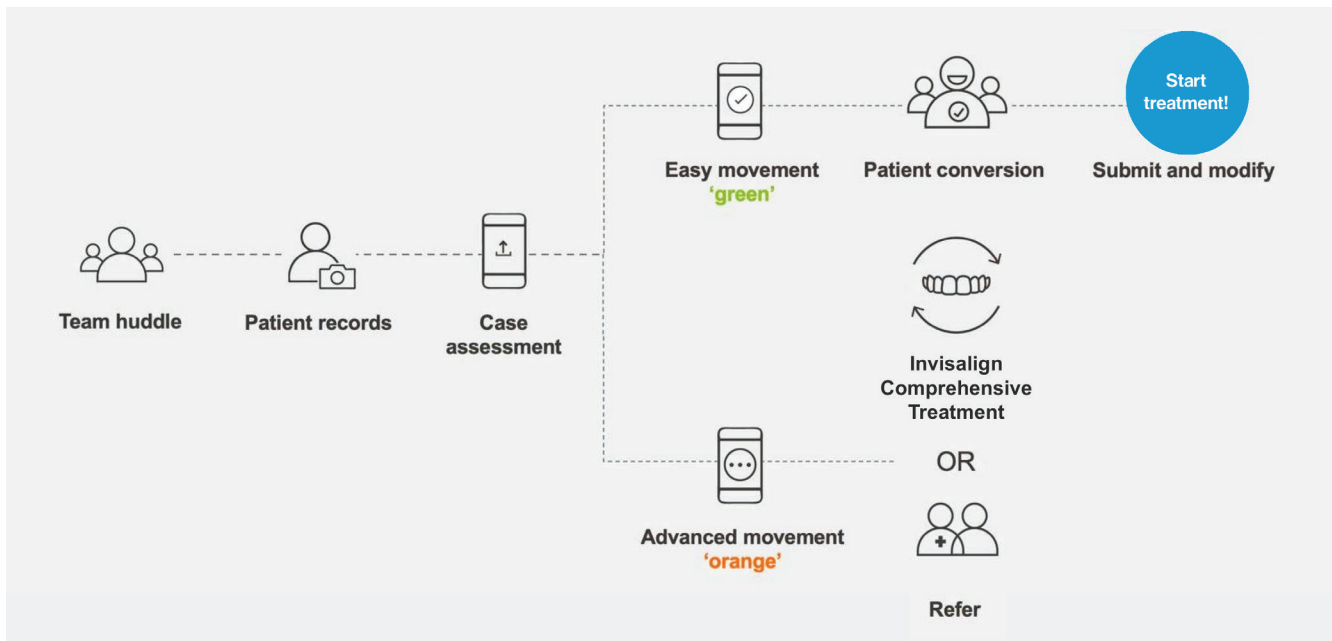 Start
treatment!
Easy movement
‘green’
Patient conversion
Submit and modify
Team huddle
Patient records
Case
assessment
Invisalign
Comprehensive
Treatment
OR
Advanced movement
‘orange’
Refer